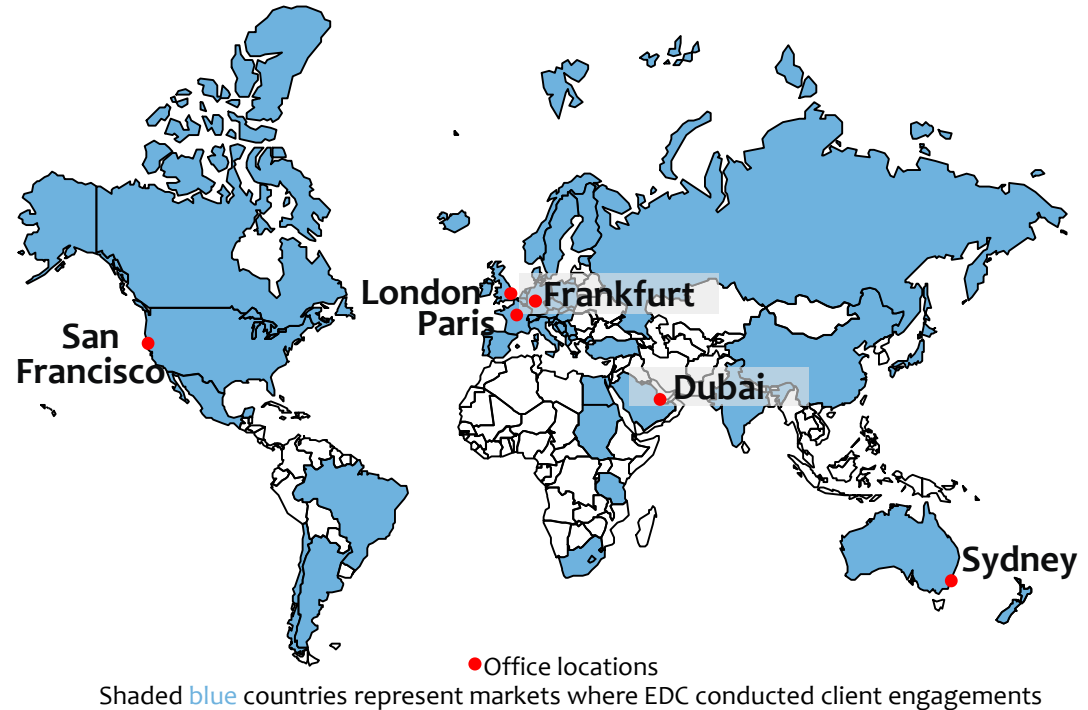 London
Frankfurt
Paris
San
Francisco
Dubai
Sydney
Office locations
Shaded blue countries represent markets where EDC conducted client engagements